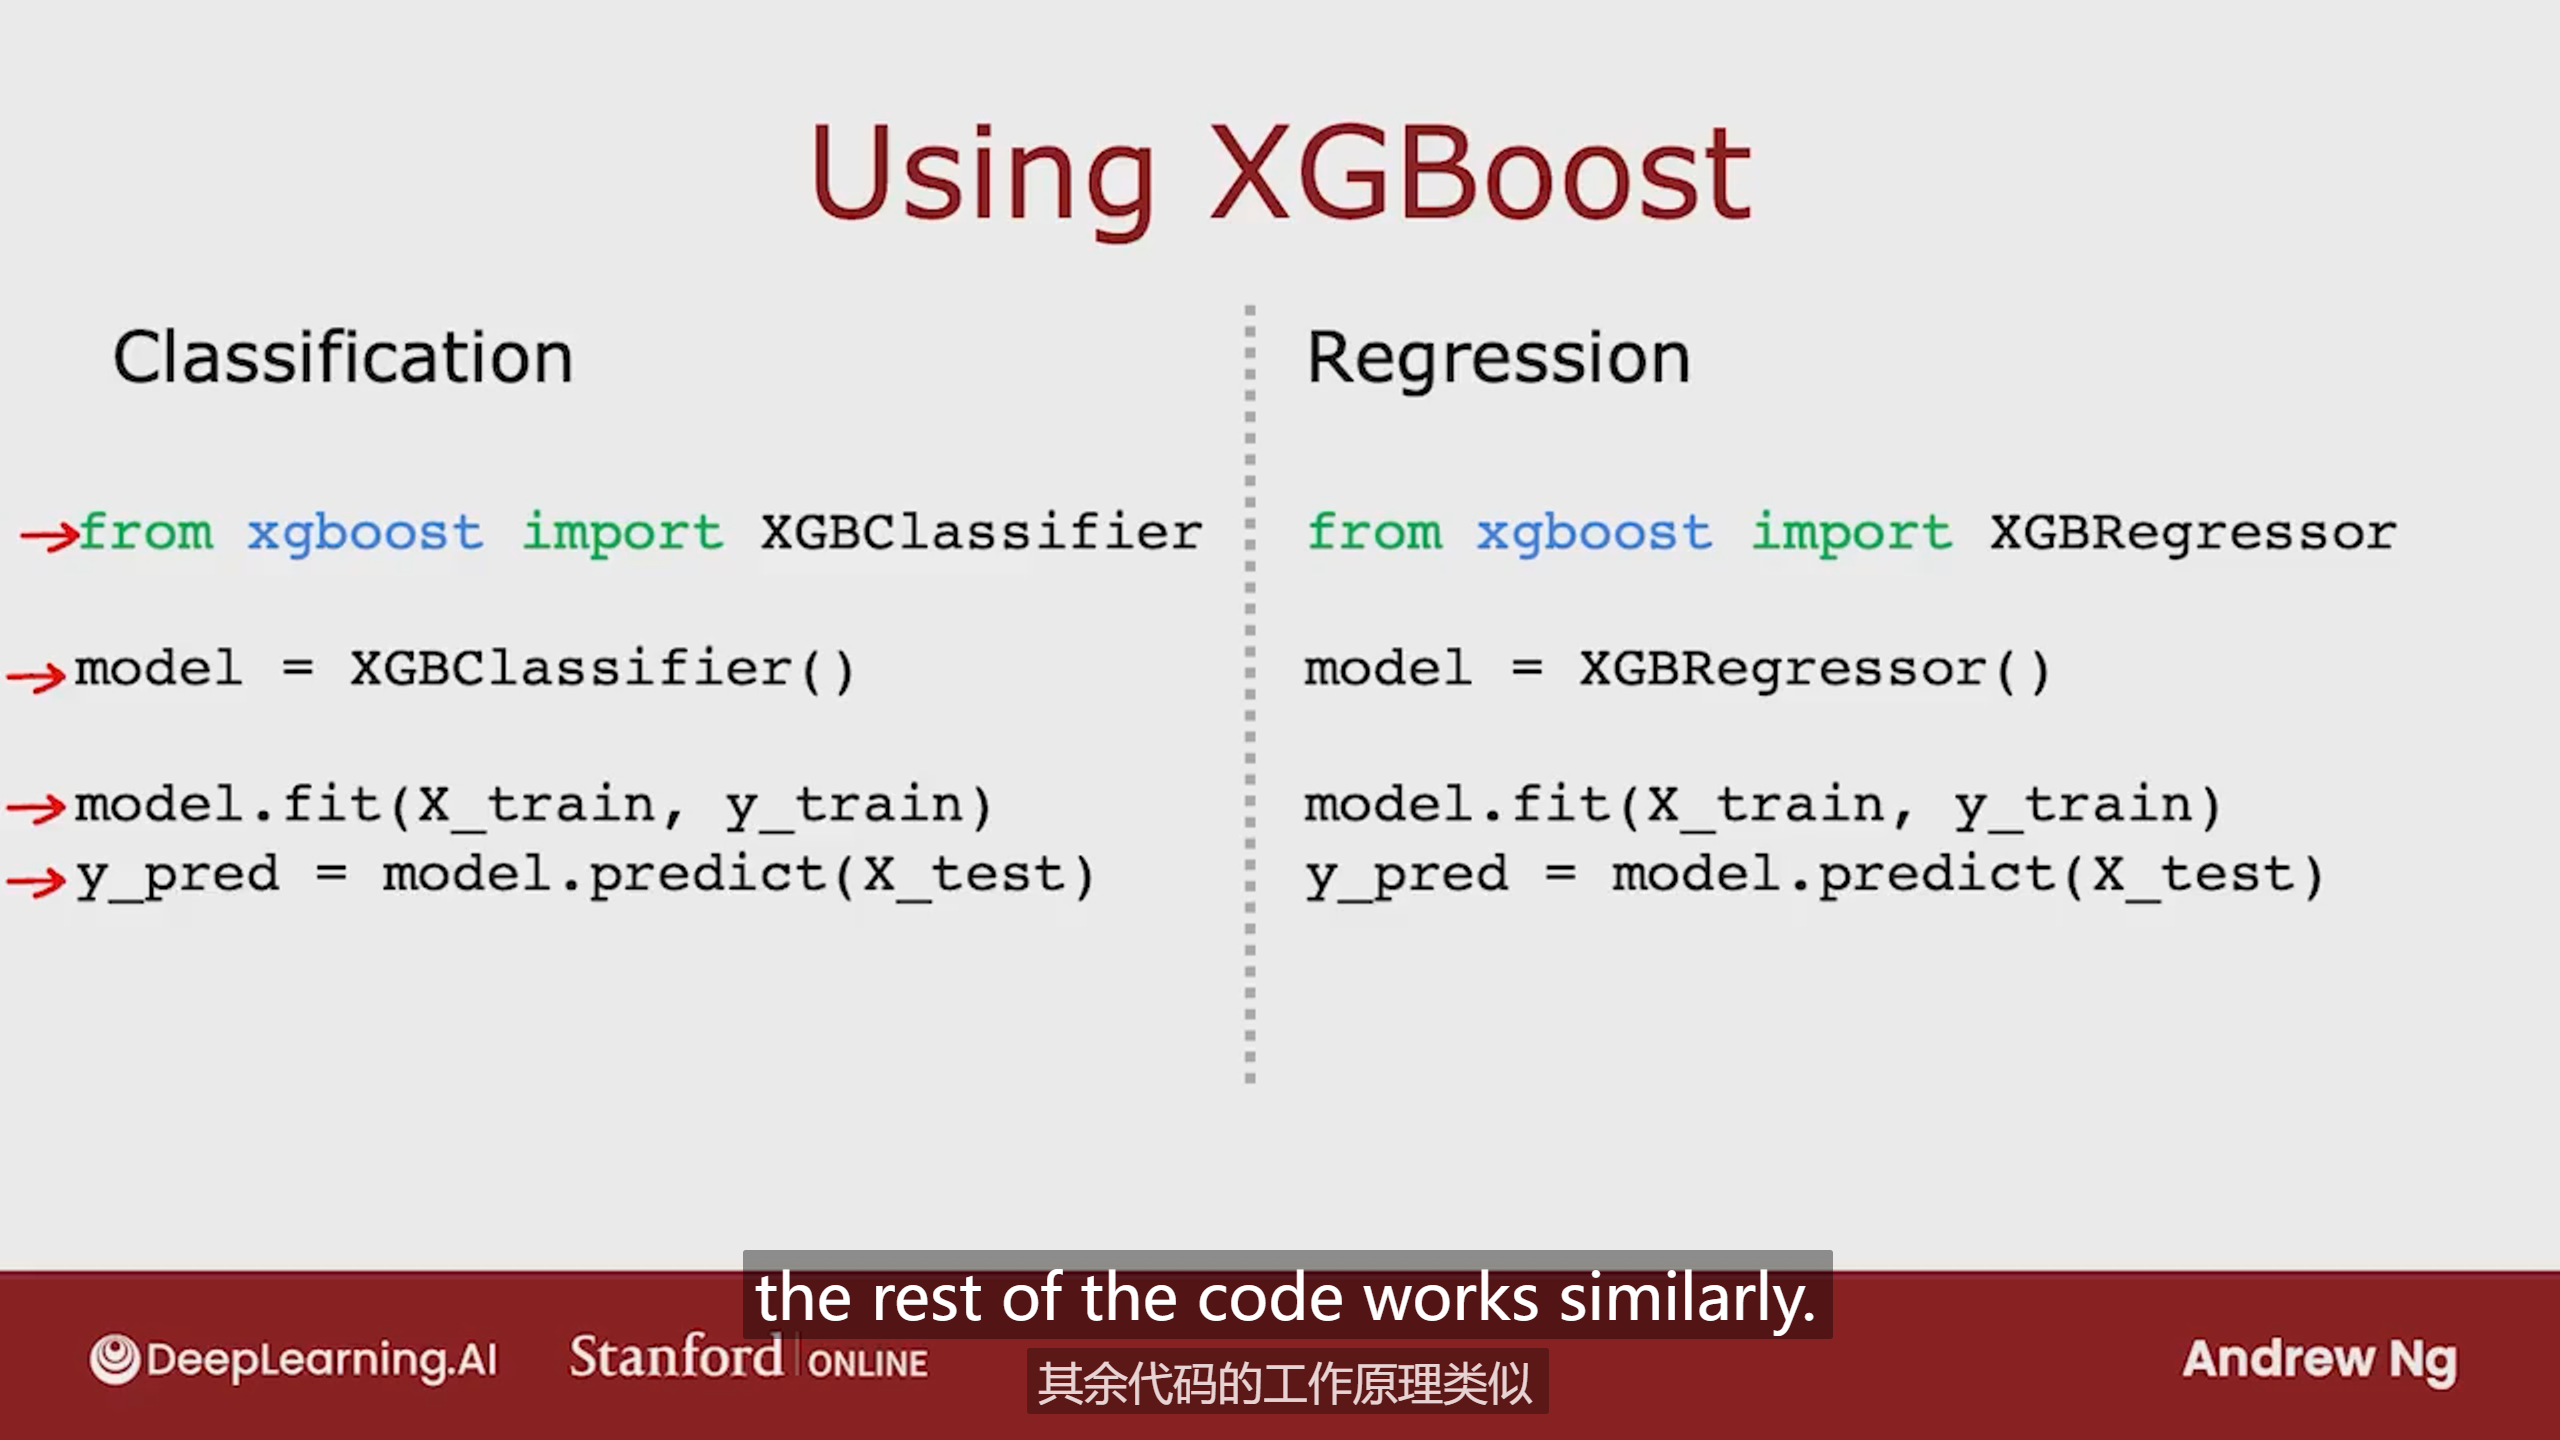 Using XGBoost
Classification
from xgboost import XGBClassifier
model = XGBClassifier()
model.fit(X_train, y_train)
y_pred = model.predict(X_test)
Regression
from xgboost import XGBRegressor
model = XGBRegressor()
model.fit(X_train, y_train)
y_pred = model.predict(X_test)
the rest of the code works similarly.
其余代码的工作原理类似
DeepLearning.AI
Stanford ONLINE
Andrew Ng